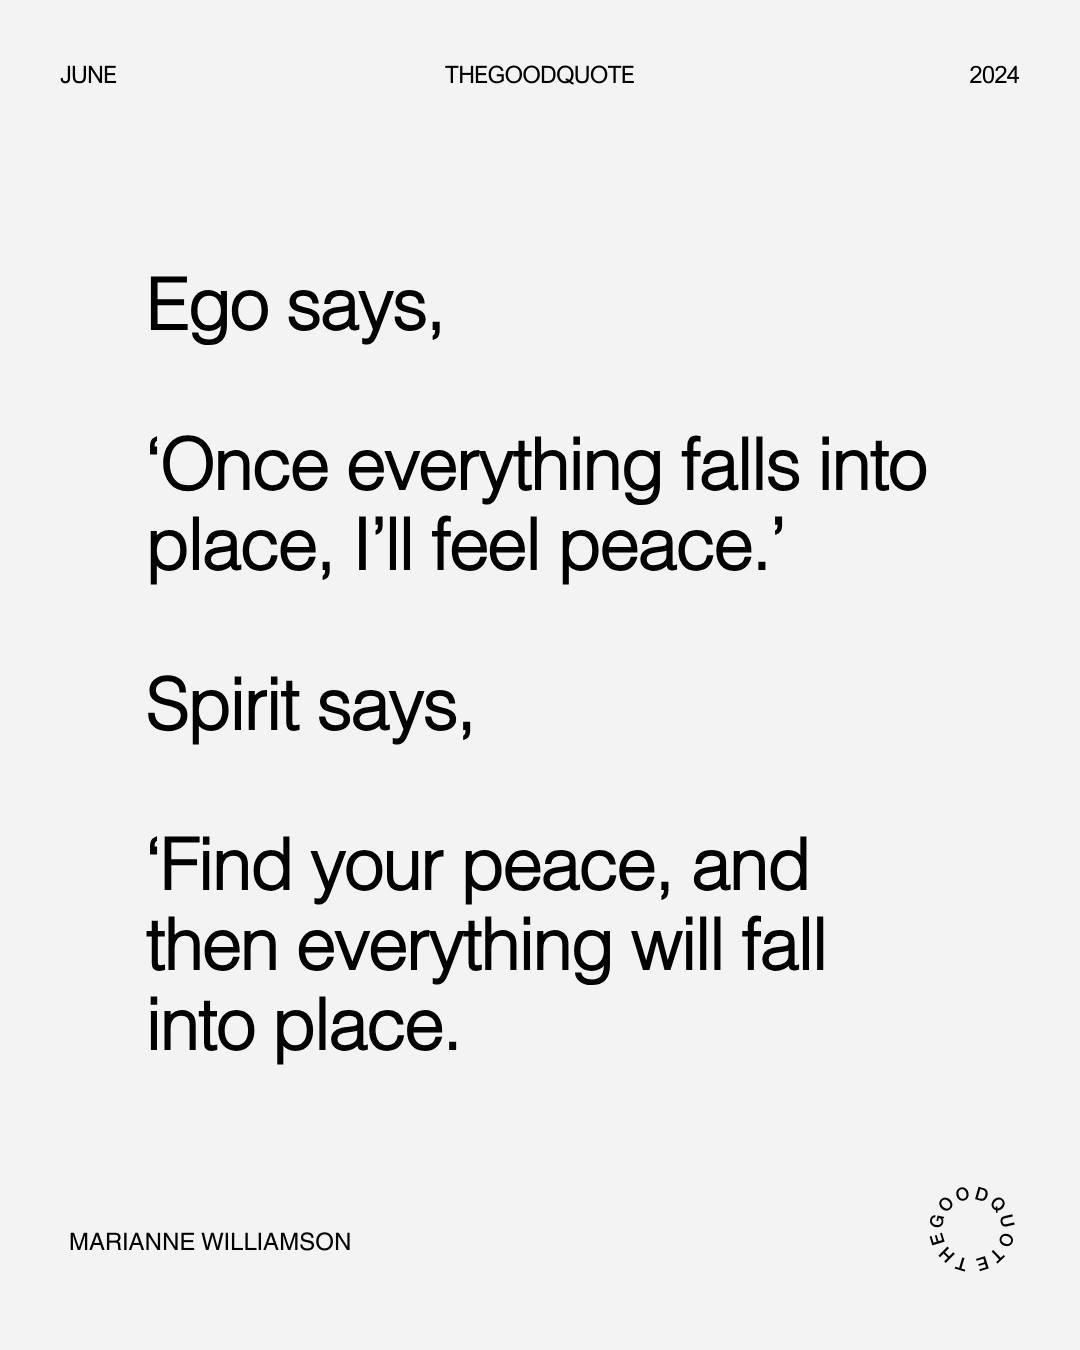 JUNE THEGOODQUOTE 2024
Ego says,
‘Once everything falls into
place, I’ll feel peace.’
Spirit says,
‘Find your peace, and
then everything will fall
into place.
MARIANNE WILLIAMSON
THEGOODQUOTE